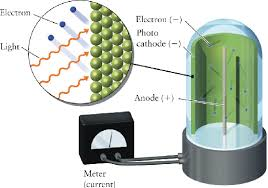 Electron
Light
Electron (−)
Photo
cathode (−)
Anode (+)
Meter
(current)